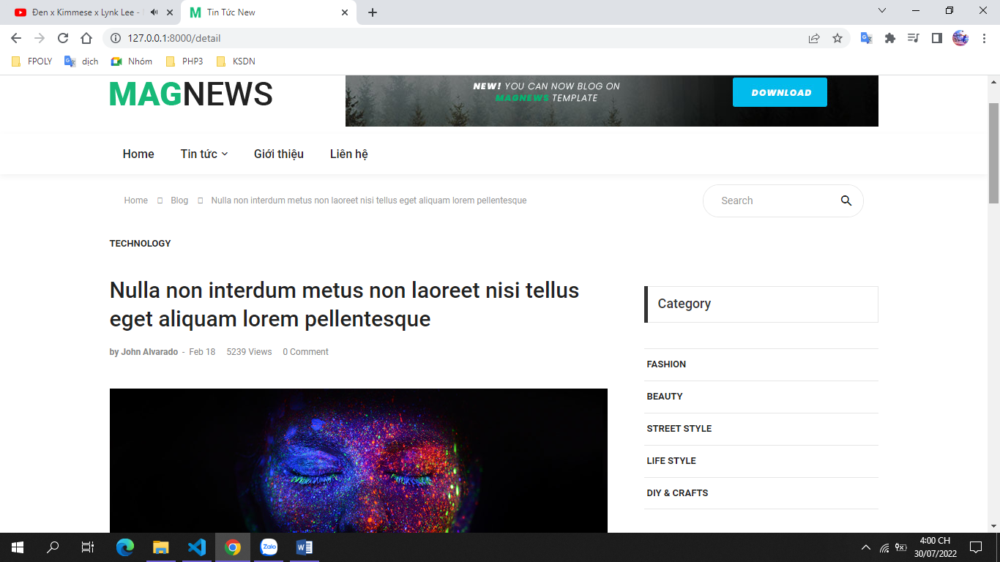 Đen x Kimmese x Lynk Lee -
Tin Tức New
127.0.0.1:8000/detail
FPOLY
dịch
Nhóm
PHP3
KSDN
MAGNEWS
NEW! YOU CAN NOW BLOG ON
MAGNEWS TEMPLATE
DOWNLOAD
Home
Tin tức
Giới thiệu
Liên hệ
Home
Blog
Nulla non interdum metus non laoreet nisi tellus eget aliquam lorem pellentesque
Search
TECHNOLOGY
Nulla non interdum metus non laoreet nisi tellus
eget aliquam lorem pellentesque
by John Alvarado - Feb 18 5239 Views 0 Comment
Category
FASHION
BEAUTY
STREET STYLE
LIFE STYLE
DIY & CRAFTS
Zalo
4:00 CH
30/07/2022